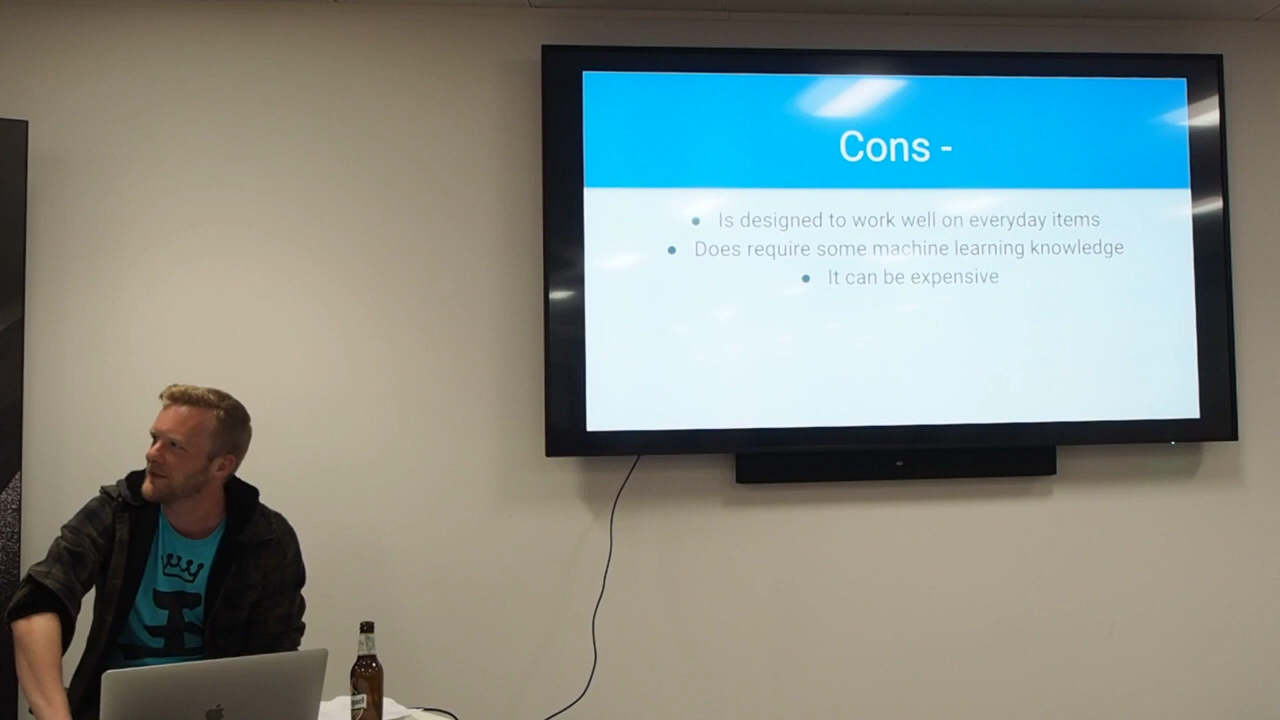 Cons -
Is designed to work well on everyday items
Does require some machine learning knowledge
It can be expensive